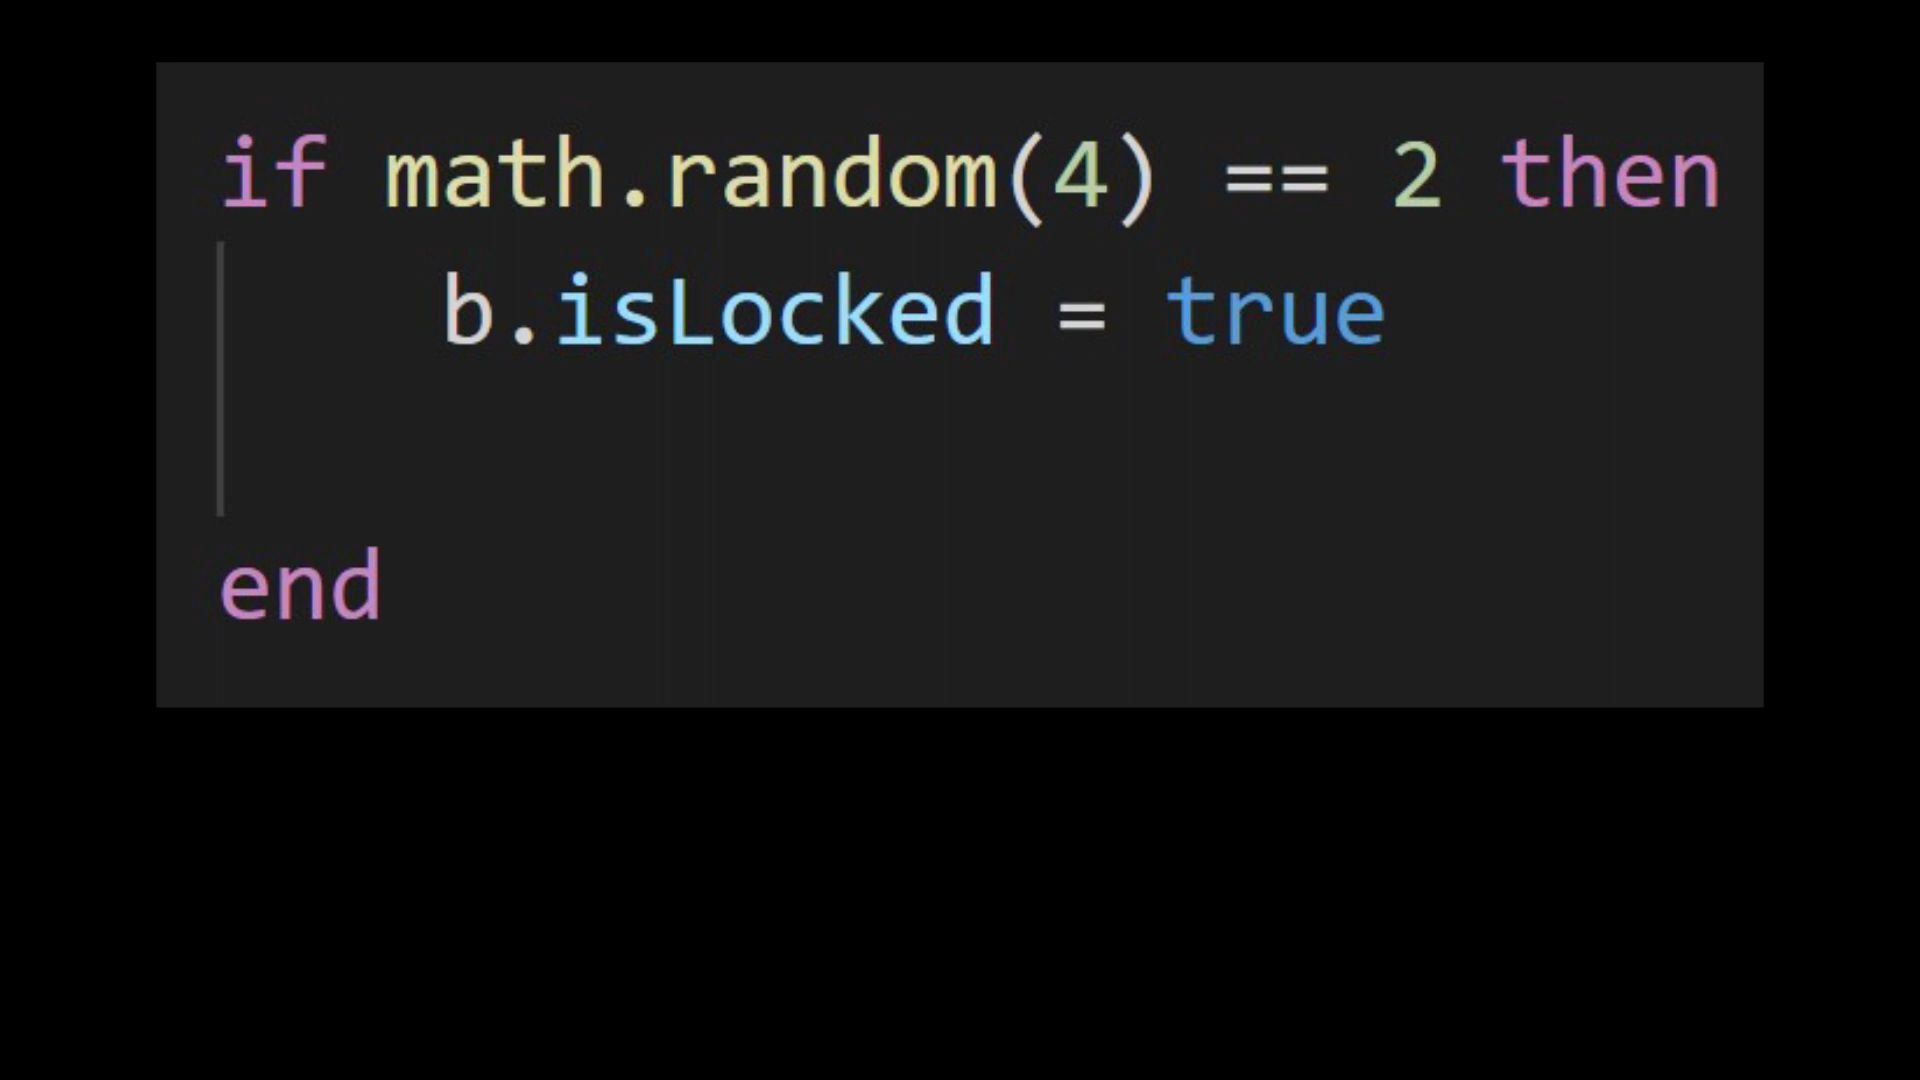 if math.random(4) == 2 then
b.isLocked = true
end